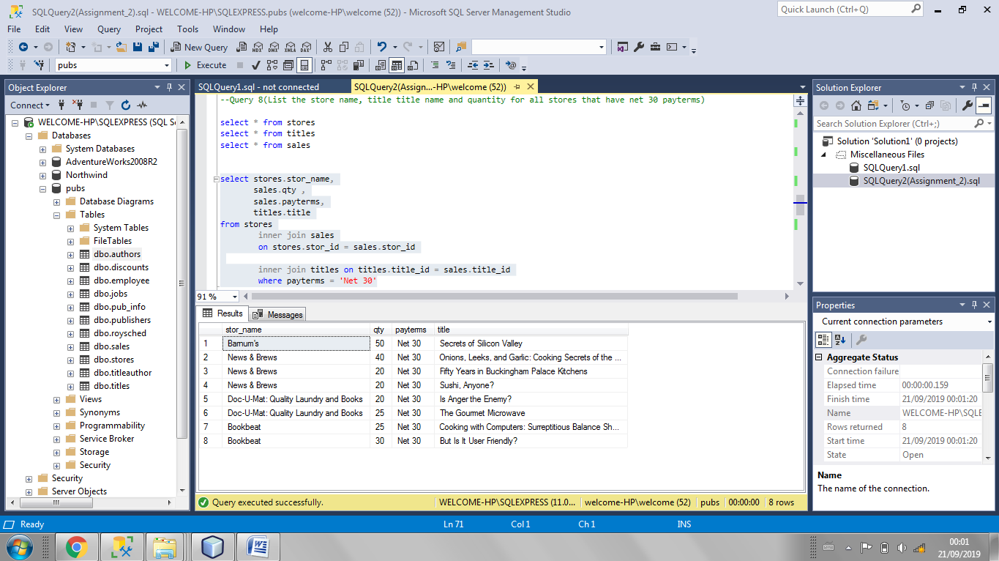 SQLQuery2(Assignment_2).sql - WELCOME-HP\SQLEXPRESS.pubs (welcome-HP\welcome (52)) - Microsoft SQL Server Management Studio
Quick Launch (Ctrl+Q)
File Edit View Query Project Tools Window Help
New Query MDX DMX XMLA DAX
pubs Execute
Object Explorer
Connect
WELCOME-HP\SQLEXPRESS (SQL S
Databases
System Databases
AdventureWorks2008R2
Northwind
pubs
Database Diagrams
Tables
System Tables
FileTables
dbo.authors
dbo.discounts
dbo.employee
dbo.jobs
dbo.pub_info
dbo.publishers
dbo.roysched
dbo.sales
dbo.stores
dbo.titleauthor
dbo.titles
Views
Synonyms
Programmability
Service Broker
Storage
Security
Security
Server Objects
SQLQuery1.sql - not connected
SQLQuery2(Assign...-HP\welcome (52))
--Query 8(List the store name, title title name and quantity for all stores that have net 30 payterms)
select * from stores
select * from titles
select * from sales
select stores.stor_name,
sales.qty ,
sales.payterms,
titles.title
from stores
inner join sales
on stores.stor_id = sales.stor_id
inner join titles on titles.title_id = sales.title_id
where payterms = 'Net 30'
91 %
Results Messages
stor_name qty payterms title
1 Barnum's 50 Net 30 Secrets of Silicon Valley
2 News & Brews 40 Net 30 Onions, Leeks, and Garlic: Cooking Secrets of the ...
3 News & Brews 20 Net 30 Fifty Years in Buckingham Palace Kitchens
4 News & Brews 20 Net 30 Sushi, Anyone?
5 Doc-U-Mat: Quality Laundry and Books 20 Net 30 Is Anger the Enemy?
6 Doc-U-Mat: Quality Laundry and Books 25 Net 30 The Gourmet Microwave
7 Bookbeat 25 Net 30 Cooking with Computers: Surreptitious Balance Sh...
8 Bookbeat 30 Net 30 But Is It User Friendly?
Query executed successfully.
WELCOME-HP\SQLEXPRESS (11.0... welcome-HP\welcome (52) pubs 00:00:00 8 rows
Solution Explorer
Search Solution Explorer (Ctrl+;)
Solution 'Solution1' (0 projects)
Miscellaneous Files
SQLQuery1.sql
SQLQuery2(Assignment_2).sql
Properties
Current connection parameters
Aggregate Status
Connection failure
Elapsed time 00:00:00.159
Finish time 21/09/2019 00:01:20
Name WELCOME-HP\SQLE
Rows returned 8
Start time 21/09/2019 00:01:20
State Open
Name
The name of the connection.
Ready Ln 71 Col 1 Ch 1 INS
00:01
21/09/2019